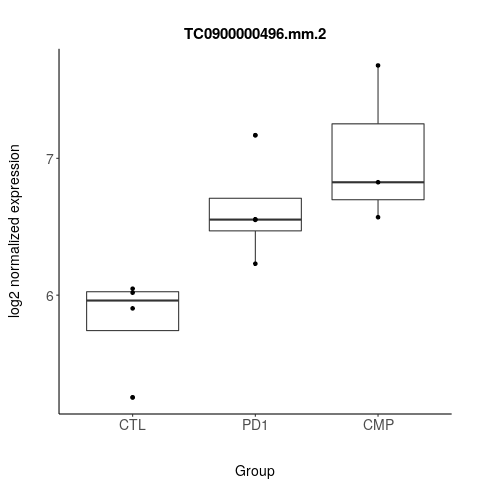 TC0900000496.mm.2
log2 normalized expression
7
6
CTL PD1 CMP
Group